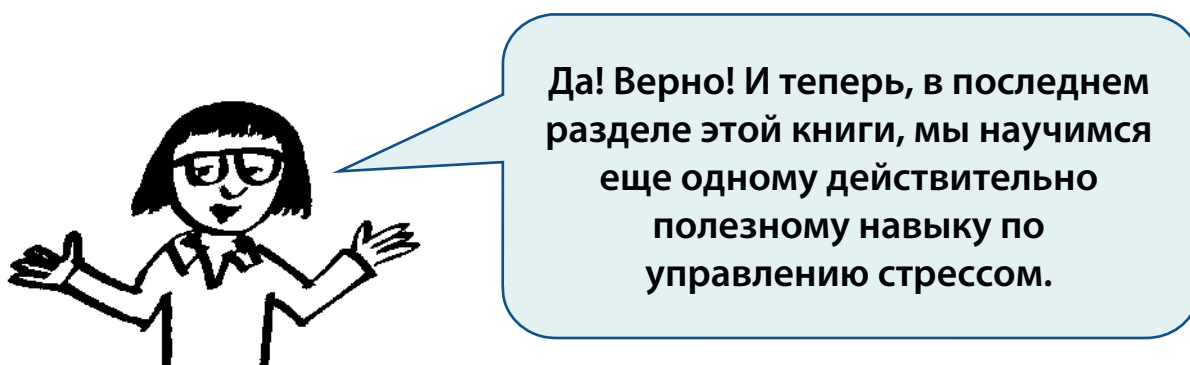 Да! Верно! И теперь, в последнем
разделе этой книги, мы научимся
еще одному действительно
полезному навыку по
управлению стрессом.